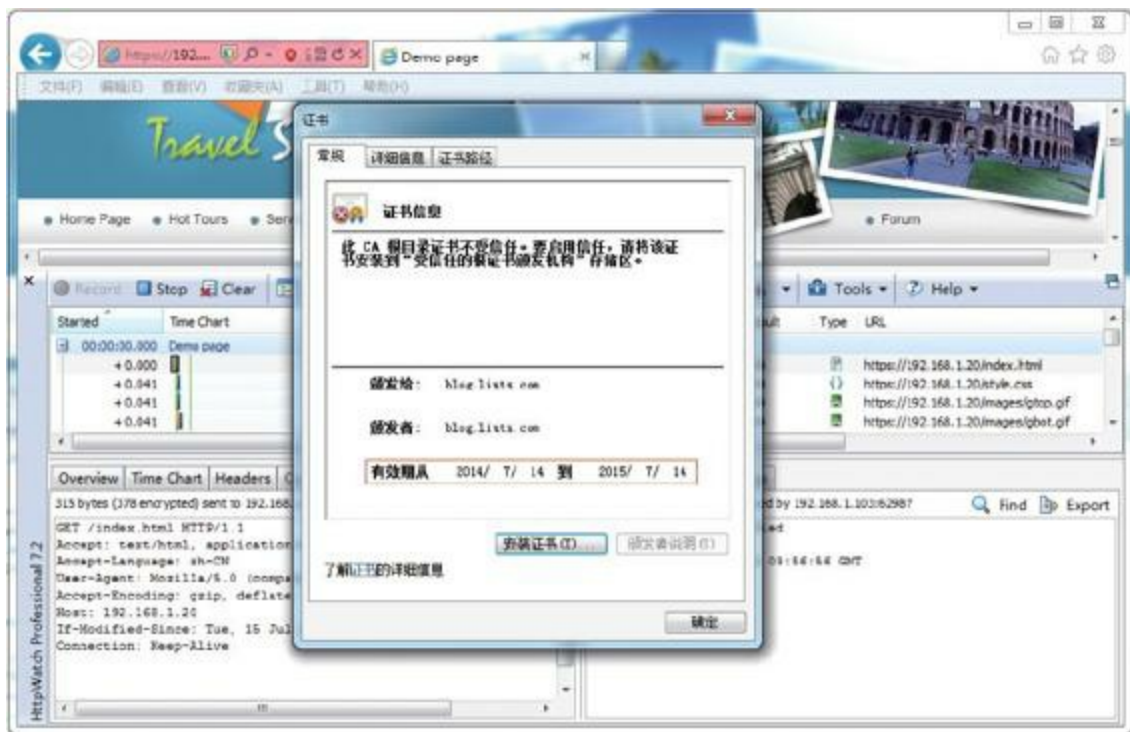 https://192....
Demo page
文件(F) 编辑(E) 查看(V) 收藏夹(A) 工具(T) 帮助(H)
Travel S
Home Page Hot Tours Serv
Forum
证书
常规 详细信息 证书路径
证书信息
此 CA 根目录证书不受信任。要启用信任，请将该证
书安装到“受信任的根证书颁发机构”存储区。
颁发给: blog.lists.com
颁发者: blog.lists.com
有效期从 2014/ 7/ 14 到 2015/ 7/ 14
安装证书(I)... 颁发者说明(S)
了解证书的详细信息
确定
Record Stop Clear
Tools Help
Started Time Chart
Type URL
00:00:30.000 Demo page
+ 0.000 https://192.168.1.20/index.html
+ 0.041 https://192.168.1.20/style.css
+ 0.041 https://192.168.1.20/images/gtop.gif
+ 0.041 https://192.168.1.20/images/gbot.gif
Overview Time Chart Headers
315 bytes (378 encrypted) sent to 192.168.
d by 192.168.1.103:62987
Find Export
GET /index.html HTTP/1.1
Accept: text/html, application
Accept-Language: zh-CN
User-Agent: Mozilla/5.0 (compa
Accept-Encoding: gzip, deflate
Host: 192.168.1.20
If-Modified-Since: Tue, 15 Jul
Connection: Keep-Alive
:56:56 GMT
HttpWatch Professional 7.2